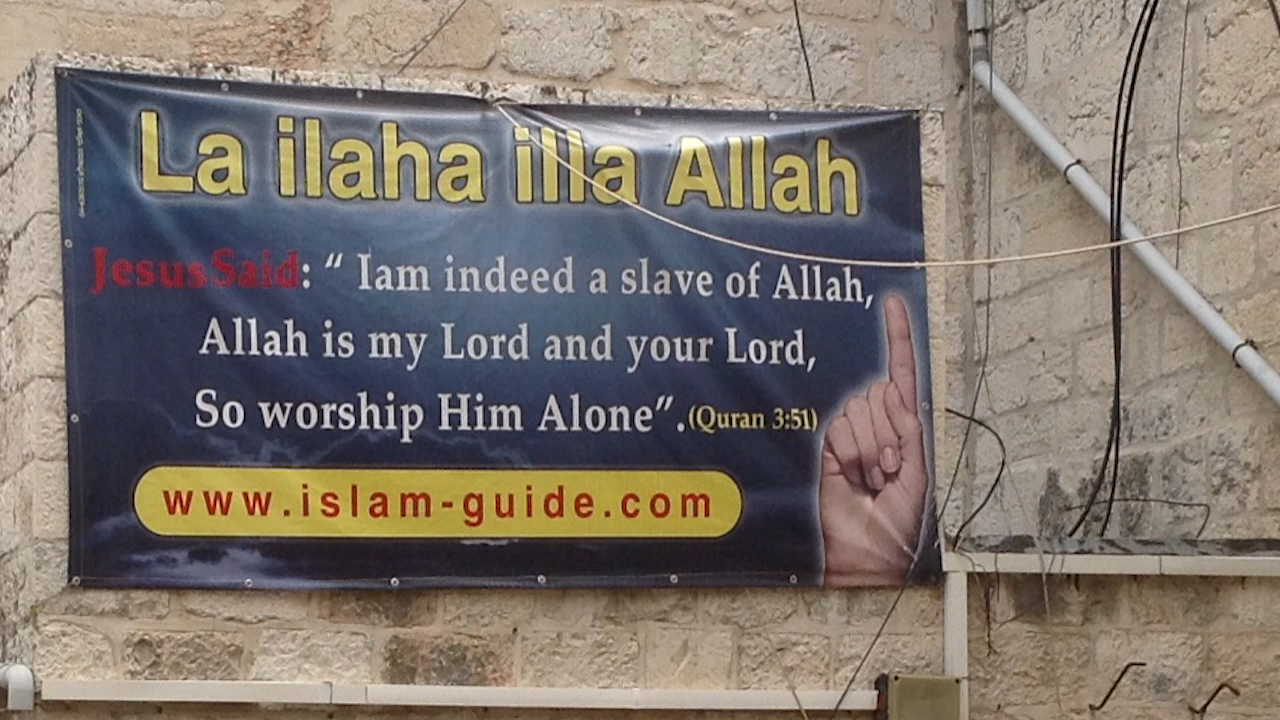 La ilaha illa Allah
Jesus Said: “ Iam indeed a slave of Allah,
Allah is my Lord and your Lord,
So worship Him Alone”.(Quran 3:51)
www.islam-guide.com